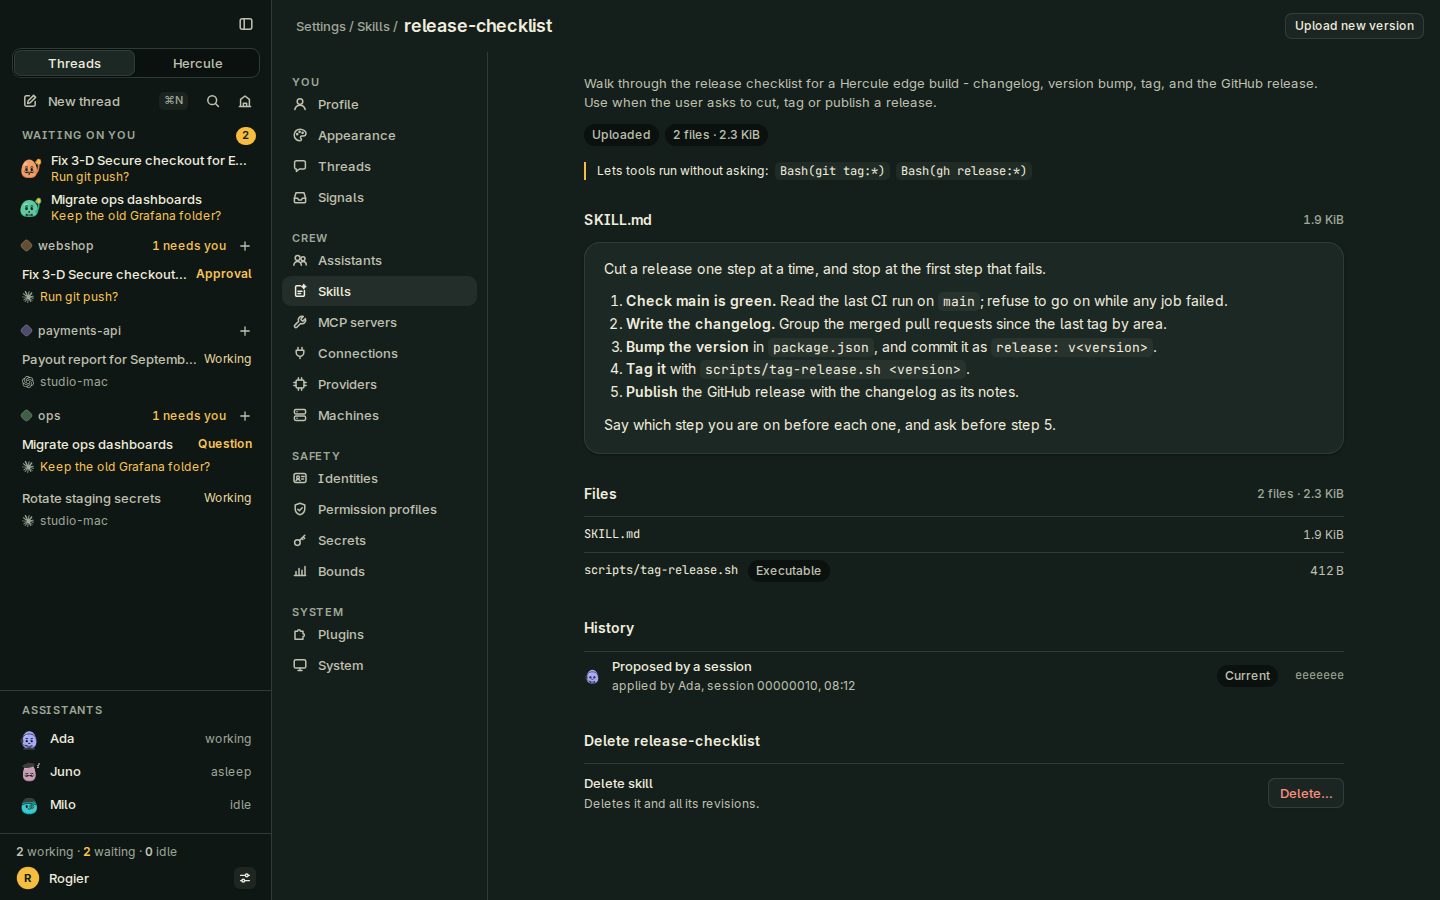 Threads
Hercule
New thread
⌘N
WAITING ON YOU
2
Fix 3-D Secure checkout for E...
Run git push?
Migrate ops dashboards
Keep the old Grafana folder?
webshop
1 needs you
Fix 3-D Secure checkout...
Approval
Run git push?
payments-api
Payout report for Septemb...
Working
studio-mac
ops
1 needs you
Migrate ops dashboards
Question
Keep the old Grafana folder?
Rotate staging secrets
Working
studio-mac
ASSISTANTS
Ada
working
Juno
asleep
Milo
idle
2 working · 2 waiting · 0 idle
R
Rogier
Settings / Skills / release-checklist
Upload new version
YOU
Profile
Appearance
Threads
Signals
CREW
Assistants
Skills
MCP servers
Connections
Providers
Machines
SAFETY
Identities
Permission profiles
Secrets
Bounds
SYSTEM
Plugins
System
Walk through the release checklist for a Hercule edge build - changelog, version bump, tag, and the GitHub release.
Use when the user asks to cut, tag or publish a release.
Uploaded
2 files · 2.3 KiB
Lets tools run without asking: Bash(git tag:*) Bash(gh release:*)
SKILL.md
1.9 KiB
Cut a release one step at a time, and stop at the first step that fails.
1. Check main is green. Read the last CI run on main; refuse to go on while any job failed.
2. Write the changelog. Group the merged pull requests since the last tag by area.
3. Bump the version in package.json, and commit it as release: v<version>.
4. Tag it with scripts/tag-release.sh <version>.
5. Publish the GitHub release with the changelog as its notes.
Say which step you are on before each one, and ask before step 5.
Files
2 files · 2.3 KiB
SKILL.md
1.9 KiB
scripts/tag-release.sh
Executable
412 B
History
Proposed by a session
applied by Ada, session 00000010, 08:12
Current
eeeeeee
Delete release-checklist
Delete skill
Deletes it and all its revisions.
Delete...